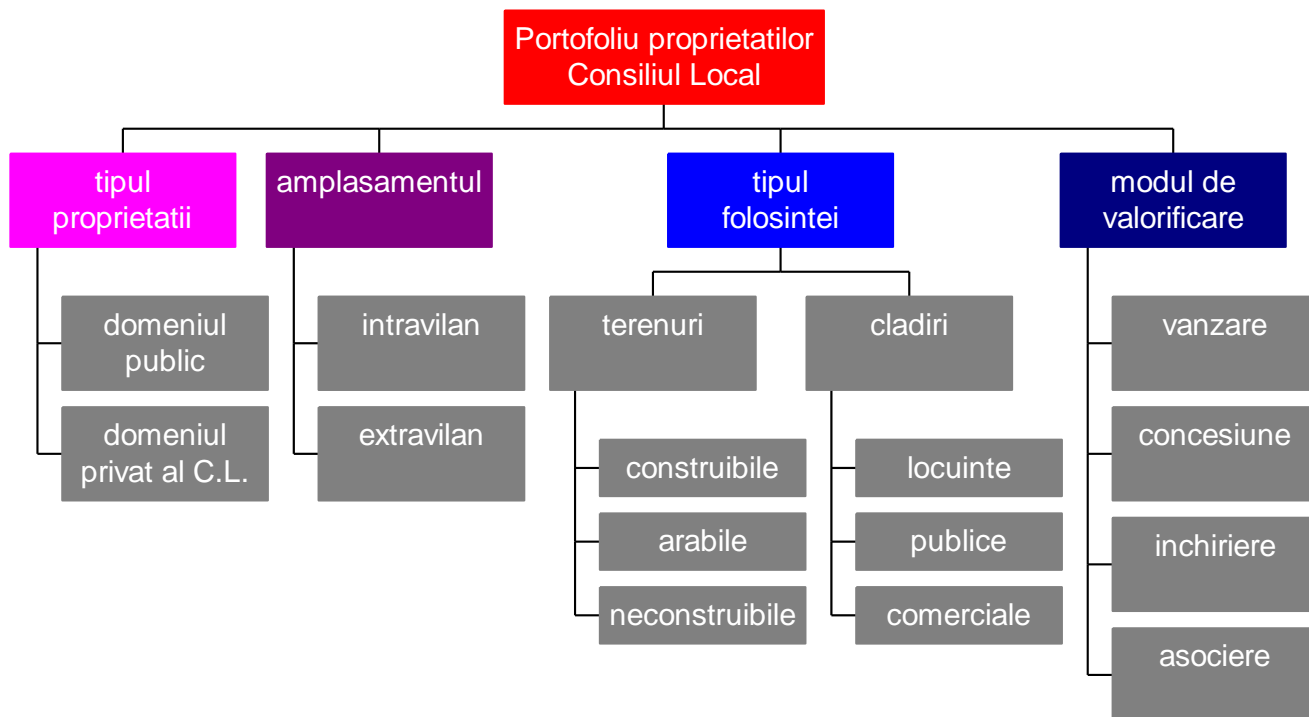 Portofoliu proprietatilor
Consiliul Local
tipul
proprietatii
amplasamentul
tipul
folosintei
modul de
valorificare
domeniul
public
domeniul
privat al C.L.
intravilan
extravilan
terenuri
construibile
arabile
neconstruibile
cladiri
locuinte
publice
comerciale
vanzare
concesiune
inchiriere
asociere